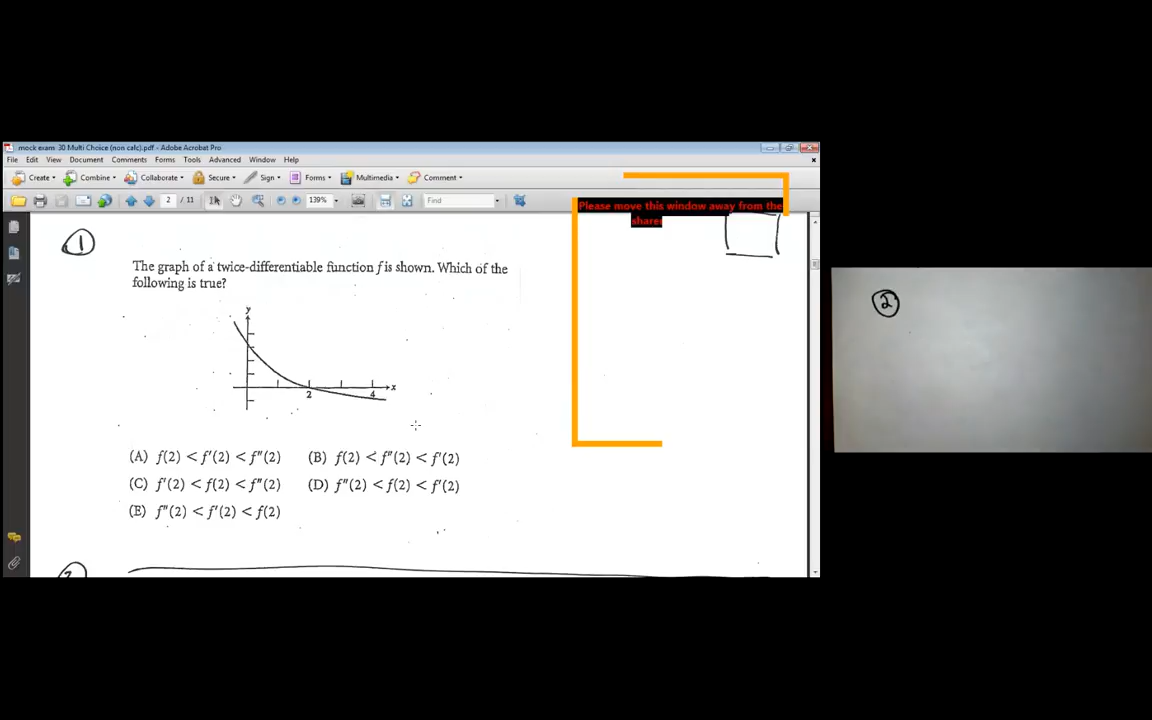 mock exam 30 Multi Choice (non calc).pdf - Adobe Acrobat Pro
File Edit View Document Comments Forms Tools Advanced Window Help
Create Combine Collaborate Secure Sign Forms Multimedia Comment
2 / 11 139% Find
Please move this window away from the
share
1
The graph of a twice-differentiable function f is shown. Which of the
following is true?
y
x
2 4
(A) f(2) < f'(2) < f''(2) (B) f(2) < f''(2) < f'(2)
(C) f'(2) < f(2) < f''(2) (D) f''(2) < f(2) < f'(2)
(E) f''(2) < f'(2) < f(2)
2